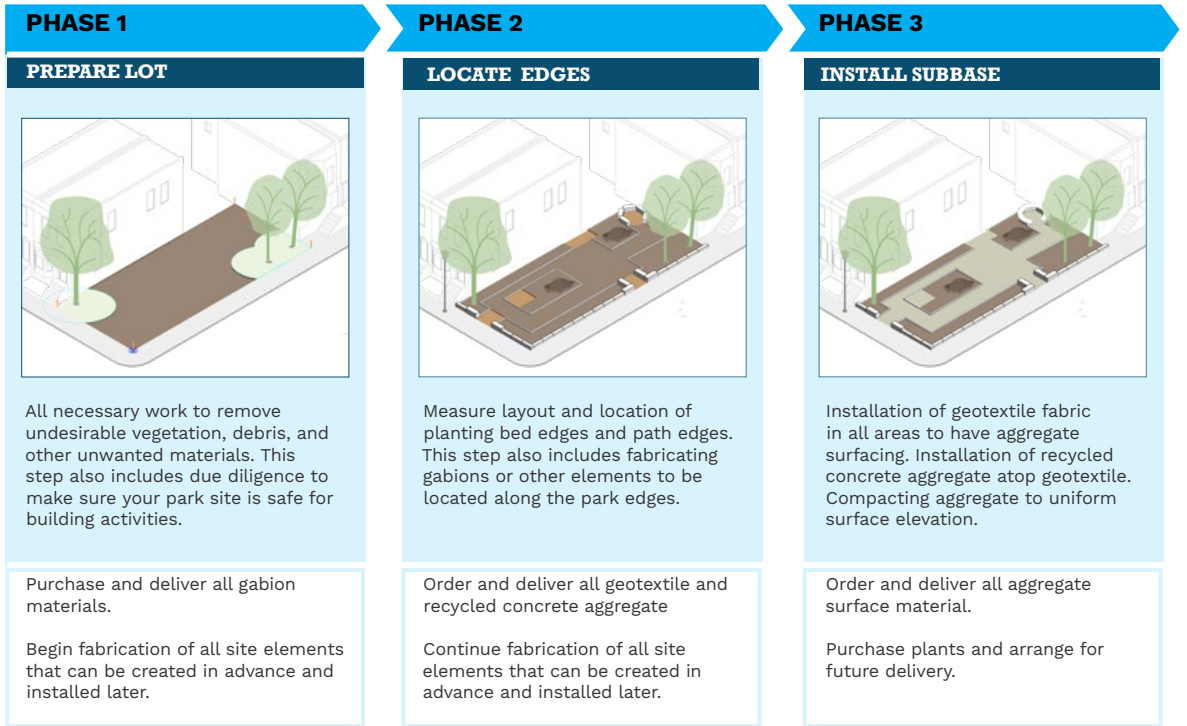 PHASE 1
PREPARE LOT
All necessary work to remove
undesirable vegetation, debris, and
other unwanted materials. This
step also includes due diligence to
make sure your park site is safe for
building activities.
Purchase and deliver all gabion
materials.
Begin fabrication of all site elements
that can be created in advance and
installed later.
PHASE 2
LOCATE EDGES
Measure layout and location of
planting bed edges and path edges.
This step also includes fabricating
gabions or other elements to be
located along the park edges.
Order and deliver all geotextile and
recycled concrete aggregate
Continue fabrication of all site
elements that can be created in
advance and installed later.
PHASE 3
INSTALL SUBBASE
Installation of geotextile fabric
in all areas to have aggregate
surfacing. Installation of recycled
concrete aggregate atop geotextile.
Compacting aggregate to uniform
surface elevation.
Order and deliver all aggregate
surface material.
Purchase plants and arrange for
future delivery.